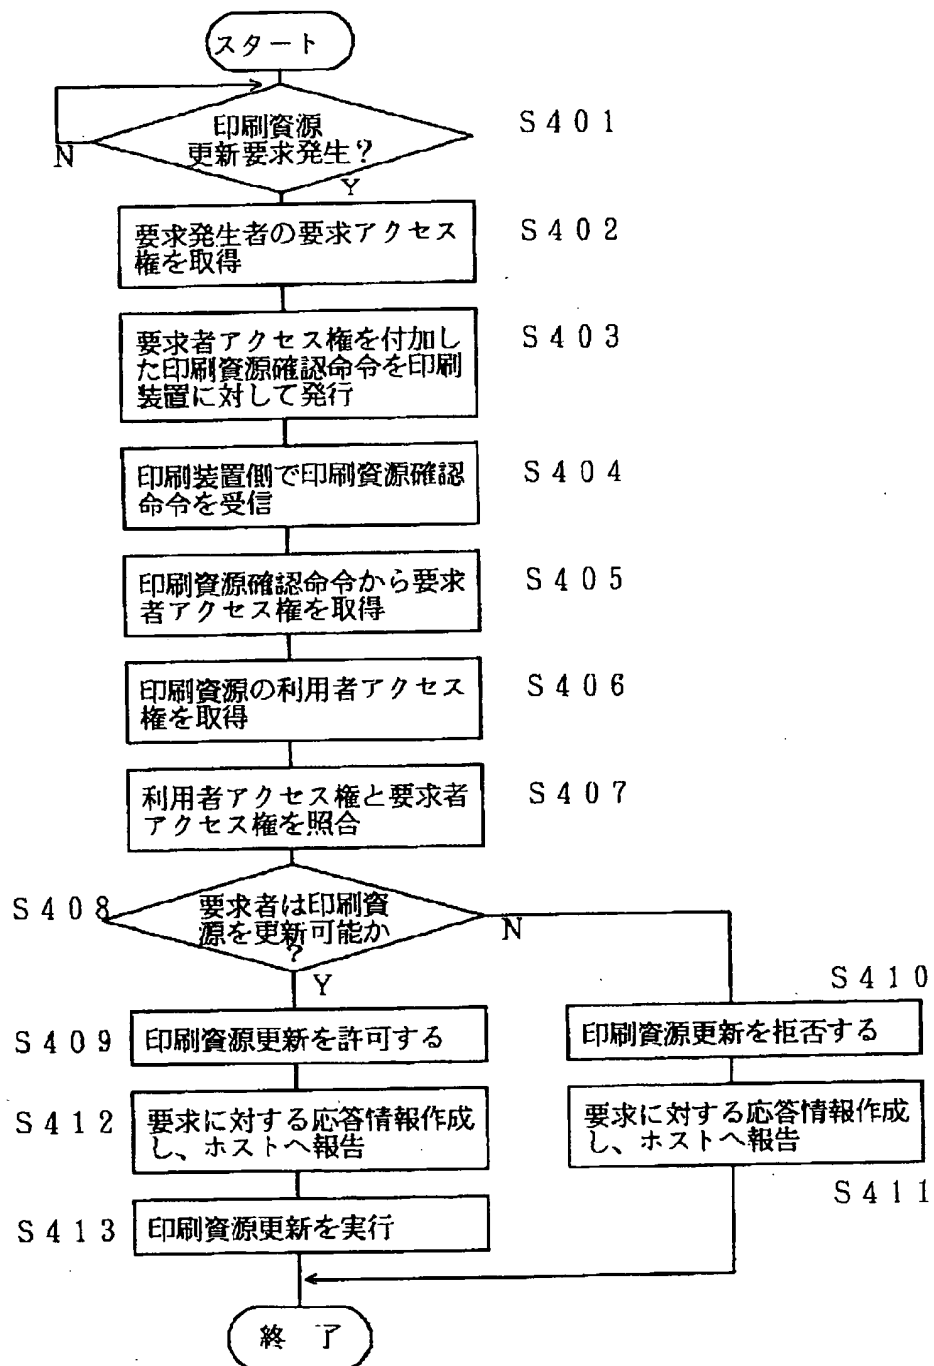 スタート
印刷資源
更新要求発生?
S401
N
Y
要求発生者の要求アクセス
権を取得
S402
要求者アクセス権を付加し
た印刷資源確認命令を印刷
装置に対して発行
S403
印刷装置側で印刷資源確認
命令を受信
S404
印刷資源確認命令から要求
者アクセス権を取得
S405
印刷資源の利用者アクセス
権を取得
S406
利用者アクセス権と要求者
アクセス権を照合
S407
S408
要求者は印刷資
源を更新可能か
?
N
Y
S410
S409
印刷資源更新を許可する
印刷資源更新を拒否する
S412
要求に対する応答情報作成
し、ホストへ報告
要求に対する応答情報作成
し、ホストへ報告
S411
S413
印刷資源更新を実行
終 了